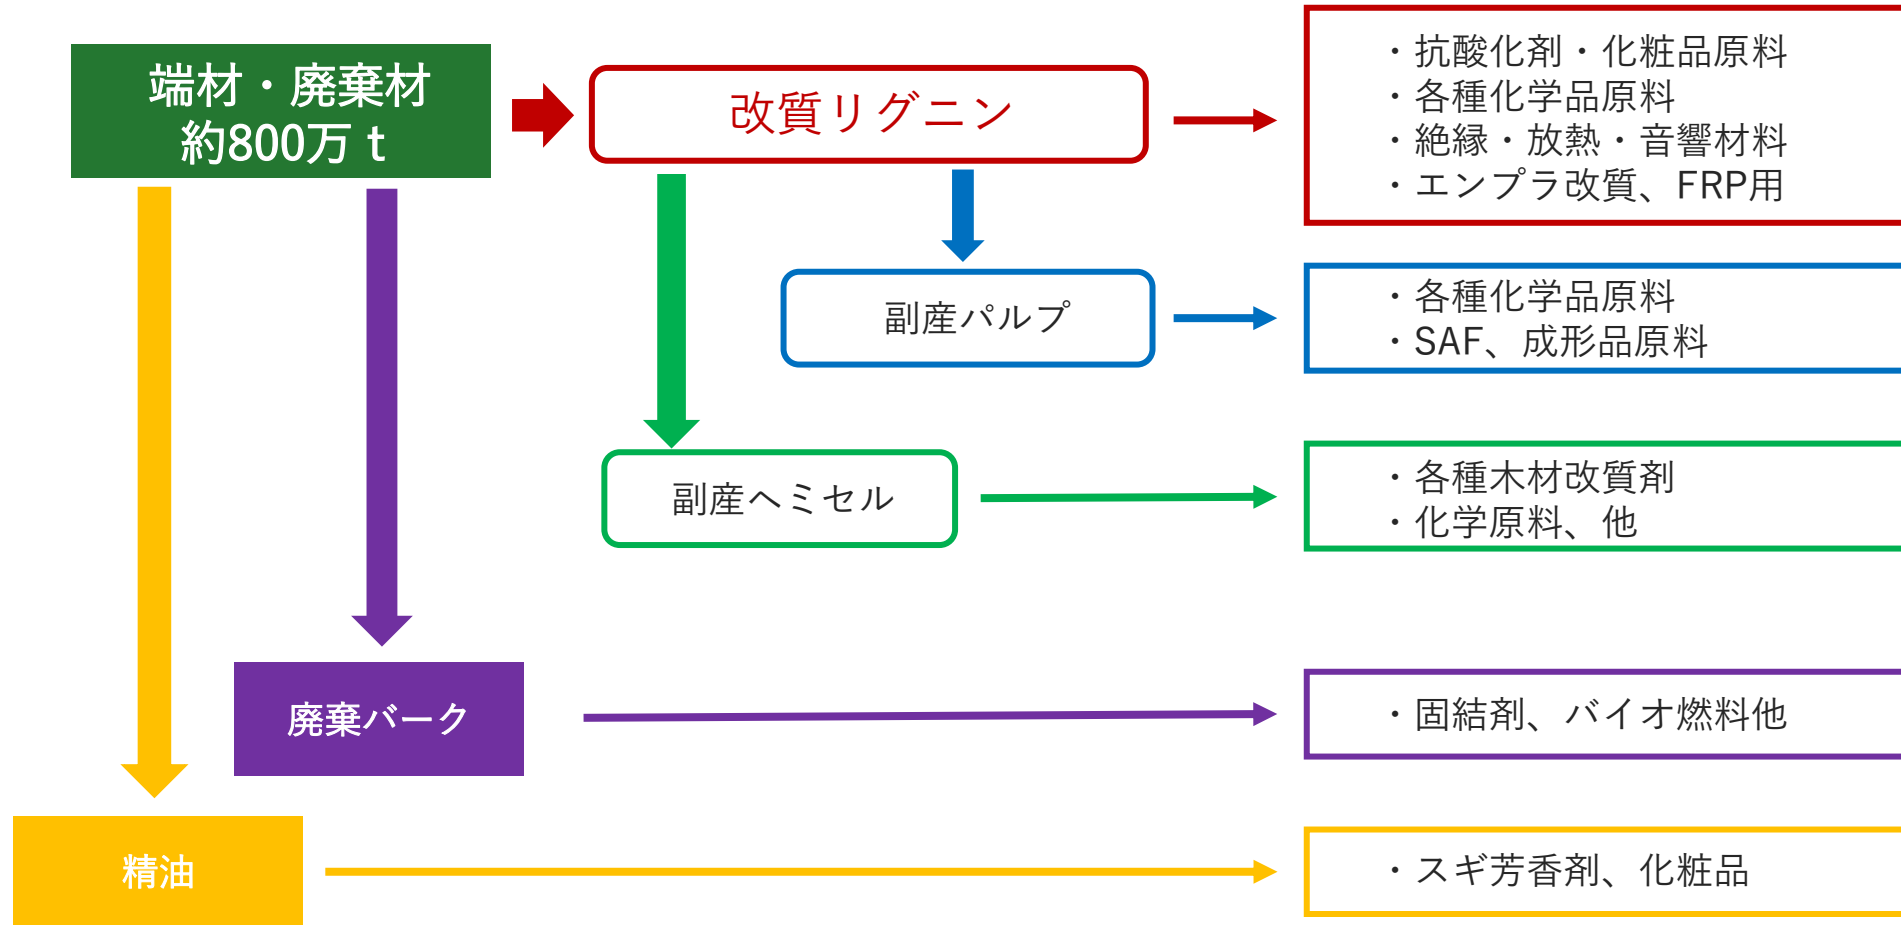 端材・廃棄材
約800万ｔ
改質リグニン
・抗酸化剤・化粧品原料
・各種化学品原料
・絶縁・放熱・音響材料
・エンプラ改質、FRP用
副産パルプ
・各種化学品原料
・SAF、成形品原料
副産ヘミセル
・各種木材改質剤
・化学原料、他
廃棄バーク
・固結剤、バイオ燃料他
精油
・スギ芳香剤、化粧品